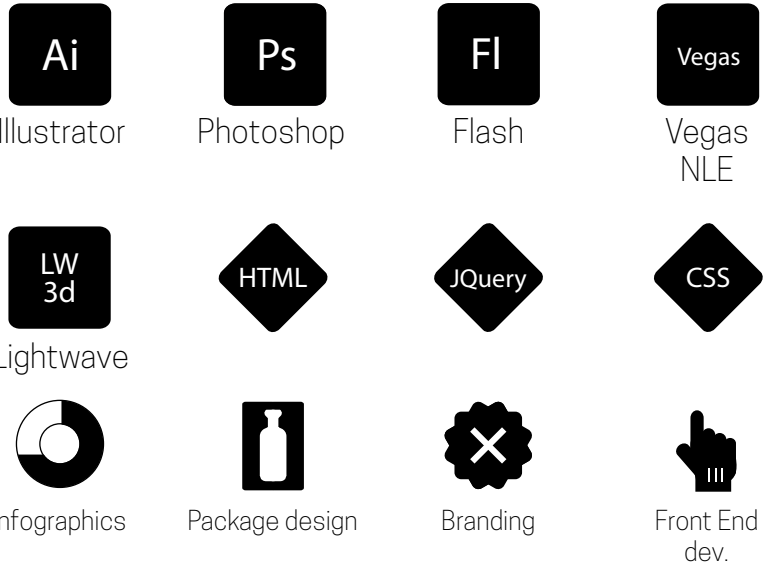 Ai
Ps
Fl
Vegas
Illustrator
Photoshop
Flash
Vegas
NLE
LW
3d
HTML
JQuery
CSS
Lightwave
Infographics
Package design
Branding
Front End
dev.